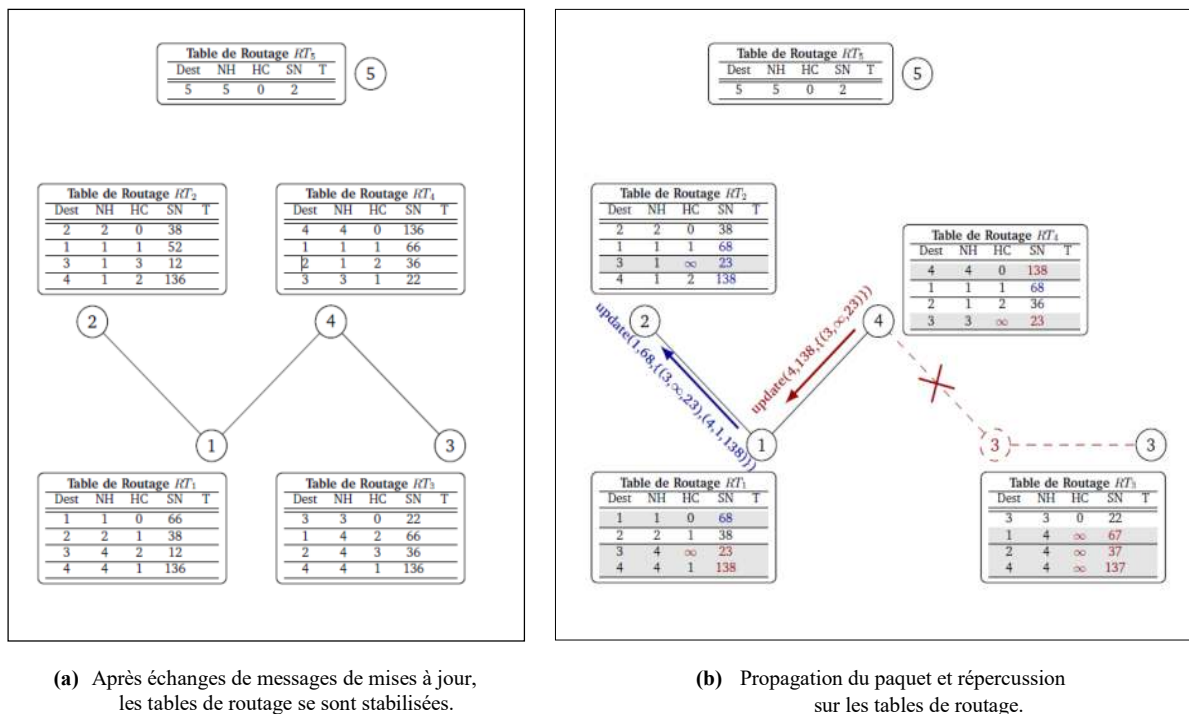 Table de Routage RT₅
Dest NH HC SN T
5 5 0 2
5
Table de Routage RT₂
Dest NH HC SN T
2 2 0 38
1 1 1 52
3 1 3 12
4 1 2 136
Table de Routage RT₄
Dest NH HC SN T
4 4 0 136
1 1 1 66
2 1 2 36
3 3 1 22
2
4
1
3
Table de Routage RT₁
Dest NH HC SN T
1 1 0 66
2 2 1 38
3 4 2 12
4 4 1 136
Table de Routage RT₃
Dest NH HC SN T
3 3 0 22
1 4 2 66
2 4 3 36
4 4 1 136
(a) Après échanges de messages de mises à jour,
les tables de routage se sont stabilisées.
Table de Routage RT₅
Dest NH HC SN T
5 5 0 2
5
Table de Routage RT₂
Dest NH HC SN T
2 2 0 38
1 1 1 68
3 1 ∞ 23
4 1 2 138
Table de Routage RT₄
Dest NH HC SN T
4 4 0 138
1 1 1 68
2 1 2 36
3 3 ∞ 23
2
4
update(1,68,{(3,∞,23),(4,1,138)})
update(4,138,{(3,∞,23)})
1
3
3
Table de Routage RT₁
Dest NH HC SN T
1 1 0 68
2 2 1 38
3 4 ∞ 23
4 4 1 138
Table de Routage RT₃
Dest NH HC SN T
3 3 0 22
1 4 ∞ 67
2 4 ∞ 37
4 4 ∞ 137
(b) Propagation du paquet et répercussion
sur les tables de routage.